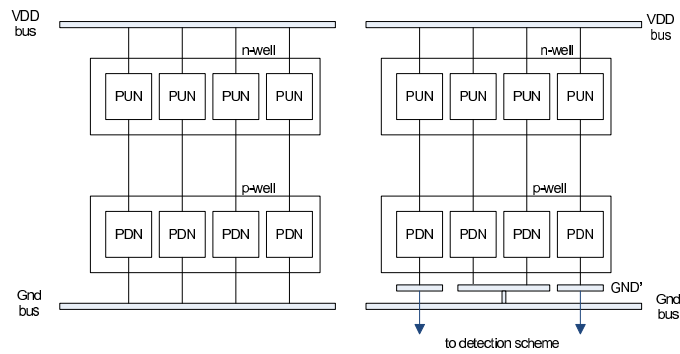 VDD
bus
n-well
PUN PUN PUN PUN
p-well
PDN PDN PDN PDN
Gnd
bus
VDD
bus
n-well
PUN PUN PUN PUN
p-well
PDN PDN PDN PDN
GND'
Gnd
bus
to detection scheme